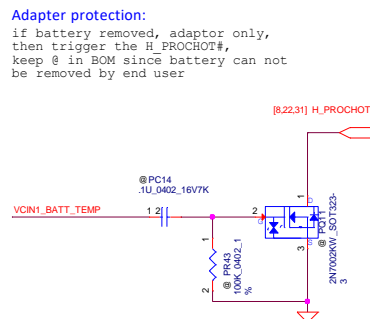 Adapter protection:
if battery removed, adaptor only,
then trigger the H_PROCHOT#,
keep @ in BOM since battery can not
be removed by end user
[8,22,31] H_PROCHOT
@ PC14
.1U_0402_16V7K
VCIN1_BATT_TEMP
1 2
2
1
D
S
3
@ PQ11
2N7002KW_SOT323-
3
1
2
@ PR43
100K_0402_1
%